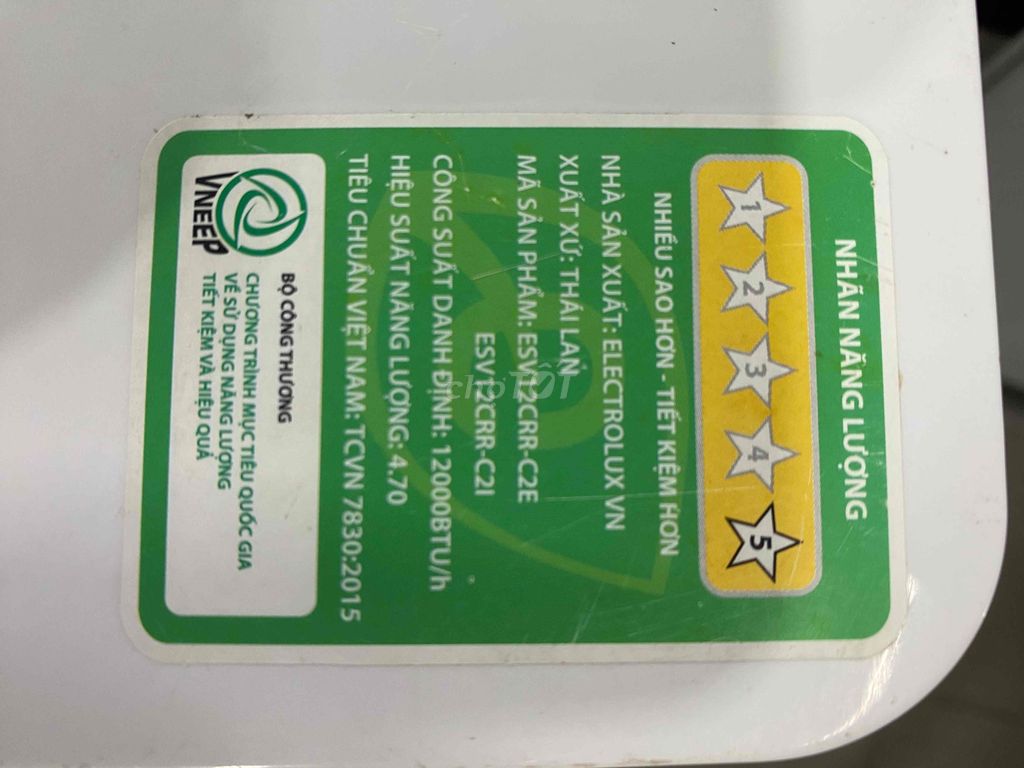 NHÃN NĂNG LƯỢNG
1 2 3 4 5
NHIỀU SAO HƠN - TIẾT KIỆM HƠN
NHÀ SẢN XUẤT: ELECTROLUX VN
XUẤT XỨ: THÁI LAN
MÃ SẢN PHẨM: ESV12CRR-C2E
ESV12CRR-C2I
CÔNG SUẤT DANH ĐỊNH: 12000BTU/h
HIỆU SUẤT NĂNG LƯỢNG: 4.70
TIÊU CHUẨN VIỆT NAM: TCVN 7830:2015
VNEEP
BỘ CÔNG THƯƠNG
CHƯƠNG TRÌNH MỤC TIÊU QUỐC GIA
VỀ SỬ DỤNG NĂNG LƯỢNG
TIẾT KIỆM VÀ HIỆU QUẢ
chợTỐT